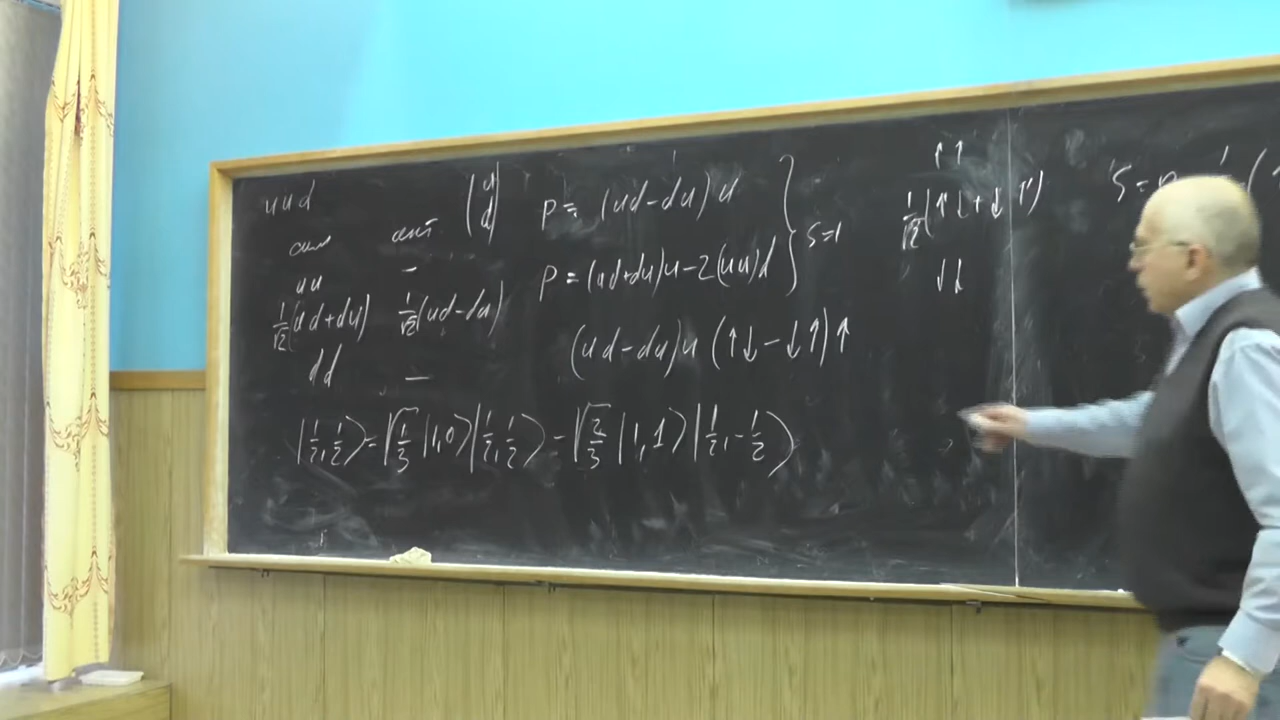 uud
сим ант (u d)
uu —
1/√2(ud+du) 1/√2(ud-du)
dd —
|1/2,1/2⟩=√1/3 |1,0⟩|1/2,1/2⟩-√2/3 |1,1⟩|1/2,-1/2⟩
p = (ud-du)u
p = (ud+du)u-2(uu)d } S=1
(ud-du)u (↑↓-↓↑)↑
↑↑
1/√2(↑↓+↓↑)
↓↓
S=